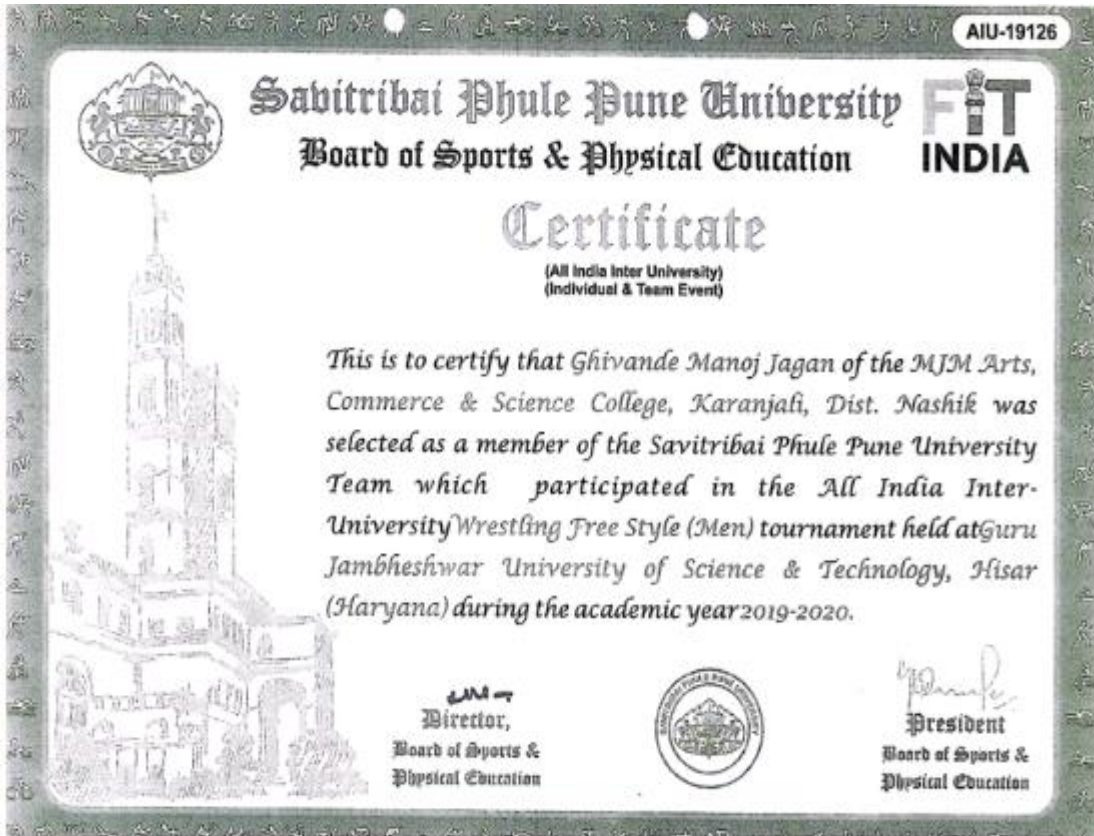 AIU-19126
Savitribai Phule Pune University
Board of Sports & Physical Education
FIT
INDIA
Certificate
(All India Inter University)
(Individual & Team Event)
This is to certify that Ghivande Manoj Jagan of the MJM Arts,
Commerce & Science College, Karanjali, Dist. Nashik was
selected as a member of the Savitribai Phule Pune University
Team which participated in the All India Inter-
University Wrestling Free Style (Men) tournament held at Guru
Jambheshwar University of Science & Technology, Hisar
(Haryana) during the academic year 2019-2020.
Director,
Board of Sports &
Physical Education
SAVITRIBAI PHULE PUNE UNIVERSITY
President
Board of Sports &
Physical Education